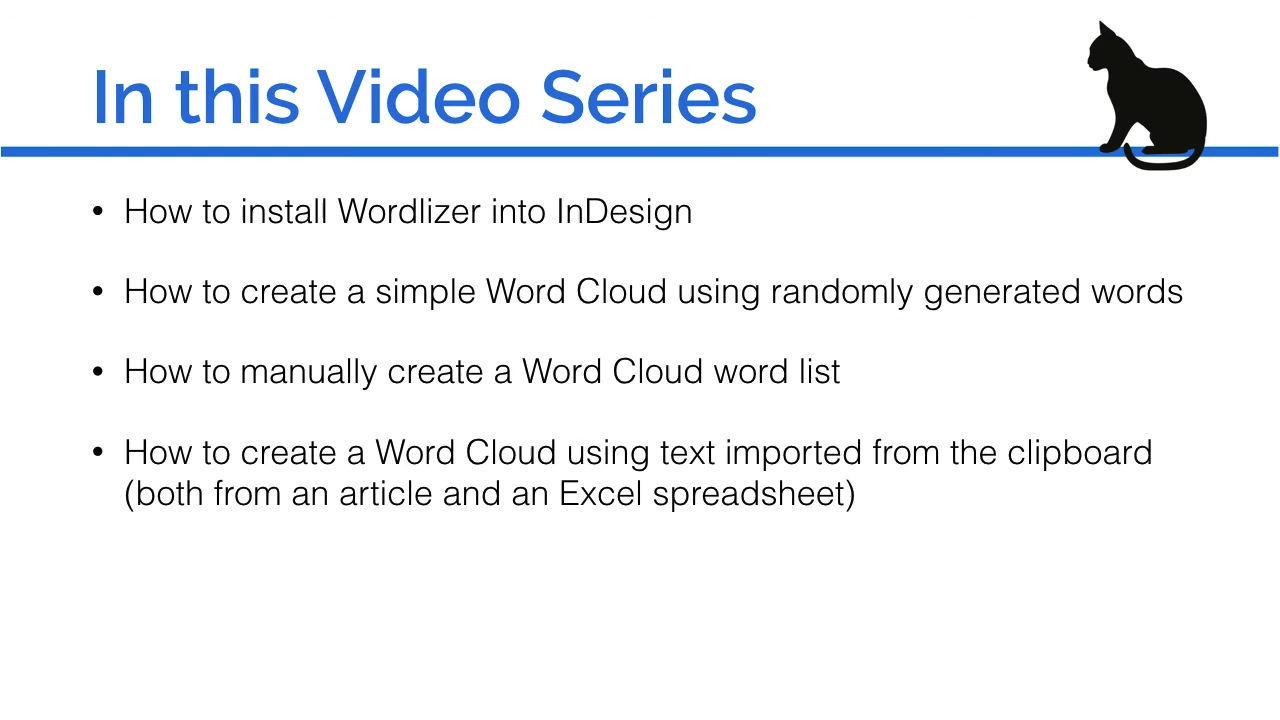 In this Video Series
• How to install Wordlizer into InDesign
• How to create a simple Word Cloud using randomly generated words
• How to manually create a Word Cloud word list
• How to create a Word Cloud using text imported from the clipboard
(both from an article and an Excel spreadsheet)